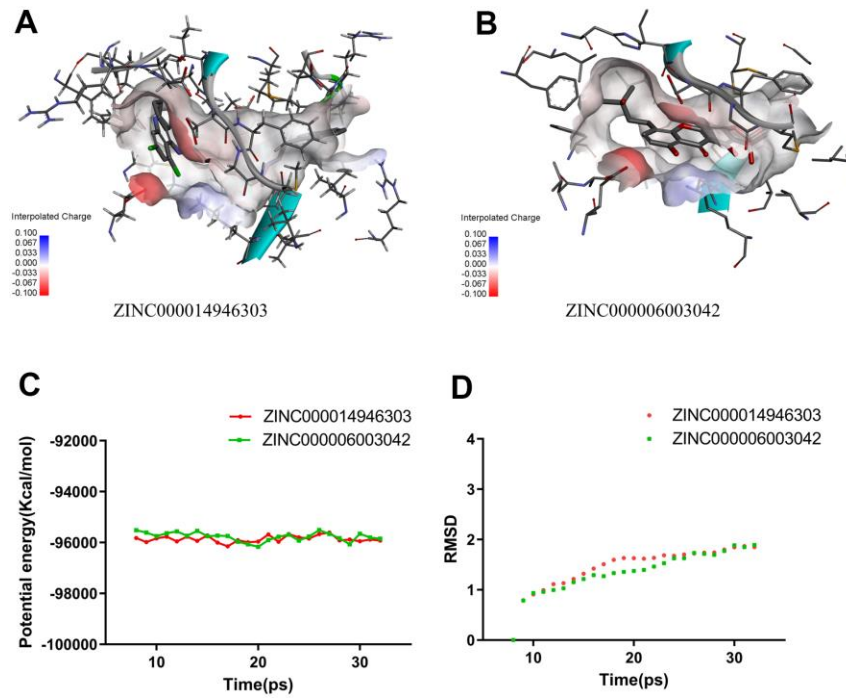 A
B
Interpolated Charge
0.100
0.067
0.033
0.000
-0.033
-0.067
-0.100
ZINC000014946303
Interpolated Charge
0.100
0.067
0.033
0.000
-0.033
-0.067
-0.100
ZINC000006003042
C
ZINC000014946303
ZINC000006003042
-92000
-94000
-96000
-98000
-100000
Potential energy(Kcal/mol)
10 20 30
Time(ps)
D
ZINC000014946303
ZINC000006003042
4
3
2
1
0
RMSD
10 20 30
Time(ps)